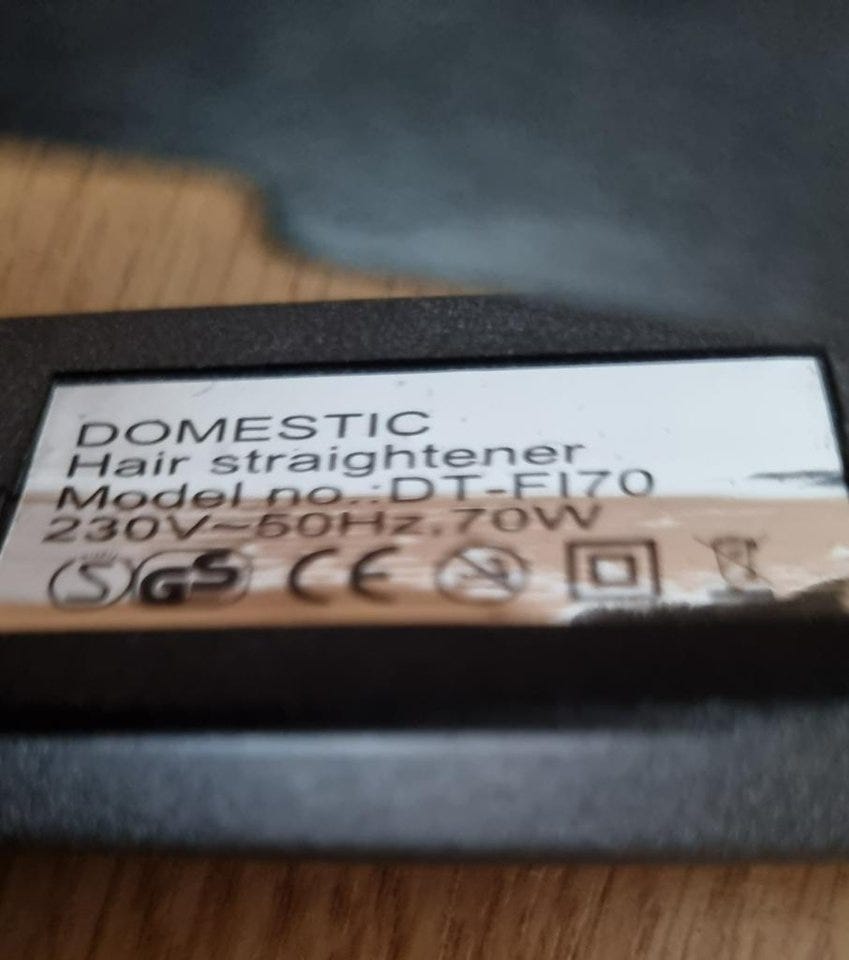 DOMESTIC
Hair straightener
Model no.:DT-FI70
230V~50Hz.70W
S GS CE